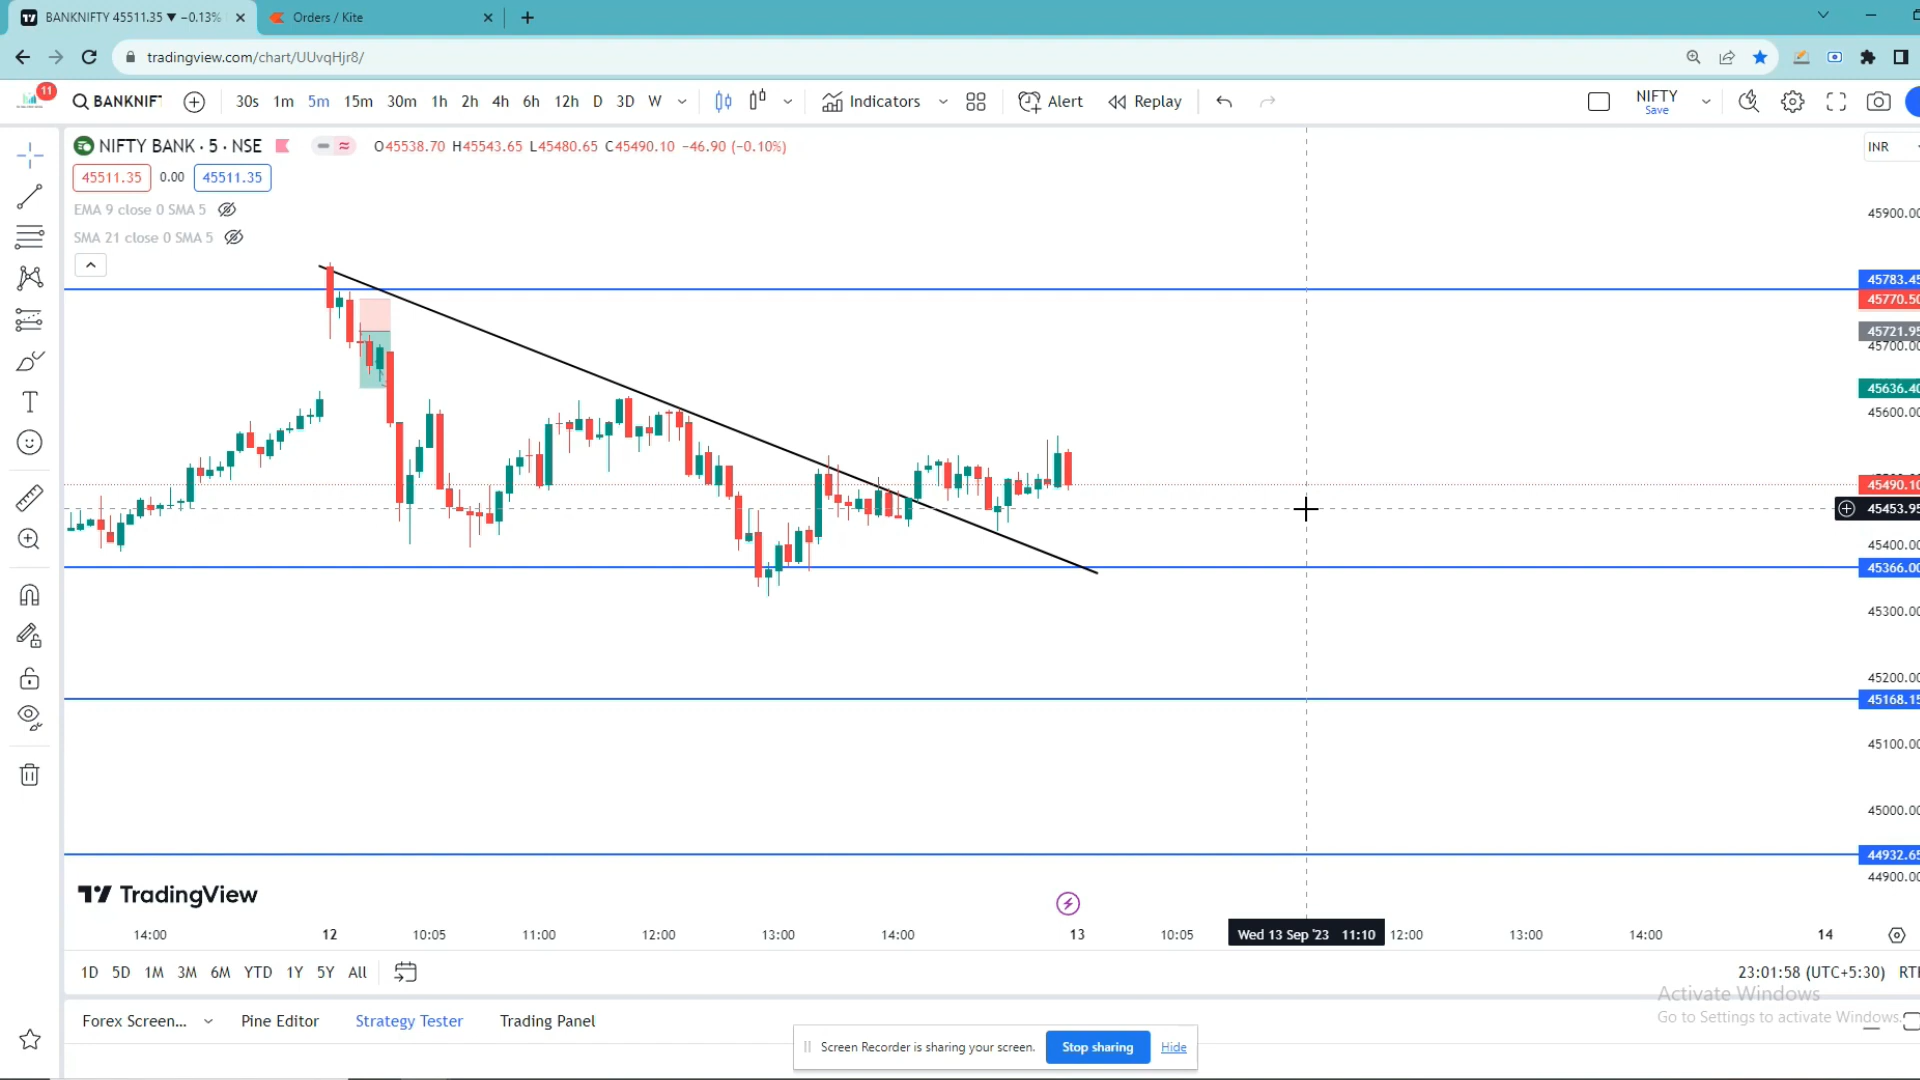 BANKNIFTY 45511.35 ▼ −0.13%
Orders / Kite
tradingview.com/chart/UUvqHjr8/
11
BANKNIFT
30s 1m 5m 15m 30m 1h 2h 4h 6h 12h D 3D W
Indicators
Alert
Replay
NIFTY
Save
NIFTY BANK · 5 · NSE
O45538.70 H45543.65 L45480.65 C45490.10 −46.90 (−0.10%)
INR
45511.35 0.00 45511.35
EMA 9 close 0 SMA 5
SMA 21 close 0 SMA 5
45900.00
45783.45
45770.50
45721.95
45700.00
45636.40
45600.00
45490.10
45453.95
45400.00
45366.00
45300.00
45200.00
45168.15
45100.00
45000.00
44932.65
44900.00
TradingView
14:00 12 10:05 11:00 12:00 13:00 14:00 13 10:05 Wed 13 Sep '23 11:10 12:00 13:00 14:00 14
1D 5D 1M 3M 6M YTD 1Y 5Y All
23:01:58 (UTC+5:30)
Activate Windows
Go to Settings to activate Windows.
Forex Screen... Pine Editor Strategy Tester Trading Panel
Screen Recorder is sharing your screen. Stop sharing Hide